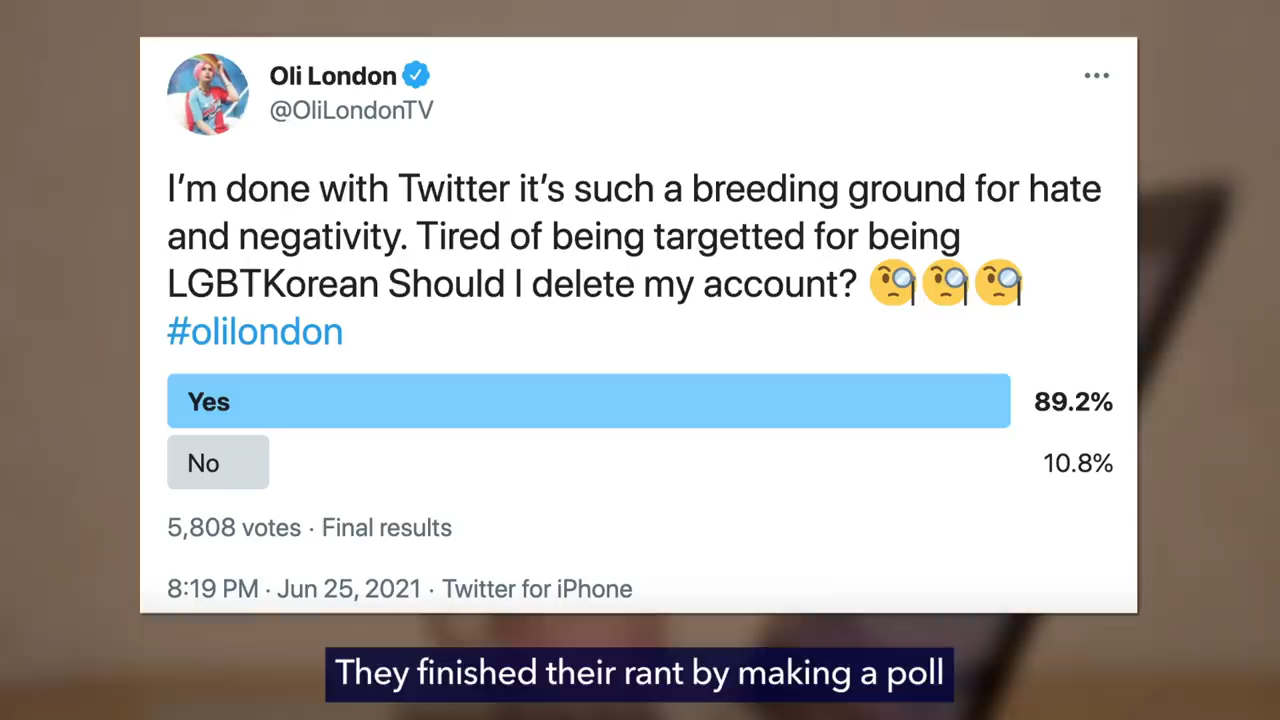 Oli London
@OliLondonTV
I’m done with Twitter it’s such a breeding ground for hate
and negativity. Tired of being targetted for being
LGBTKorean Should I delete my account? 🧐🧐🧐
#olilondon
Yes 89.2%
No 10.8%
5,808 votes · Final results
8:19 PM · Jun 25, 2021 · Twitter for iPhone
They finished their rant by making a poll